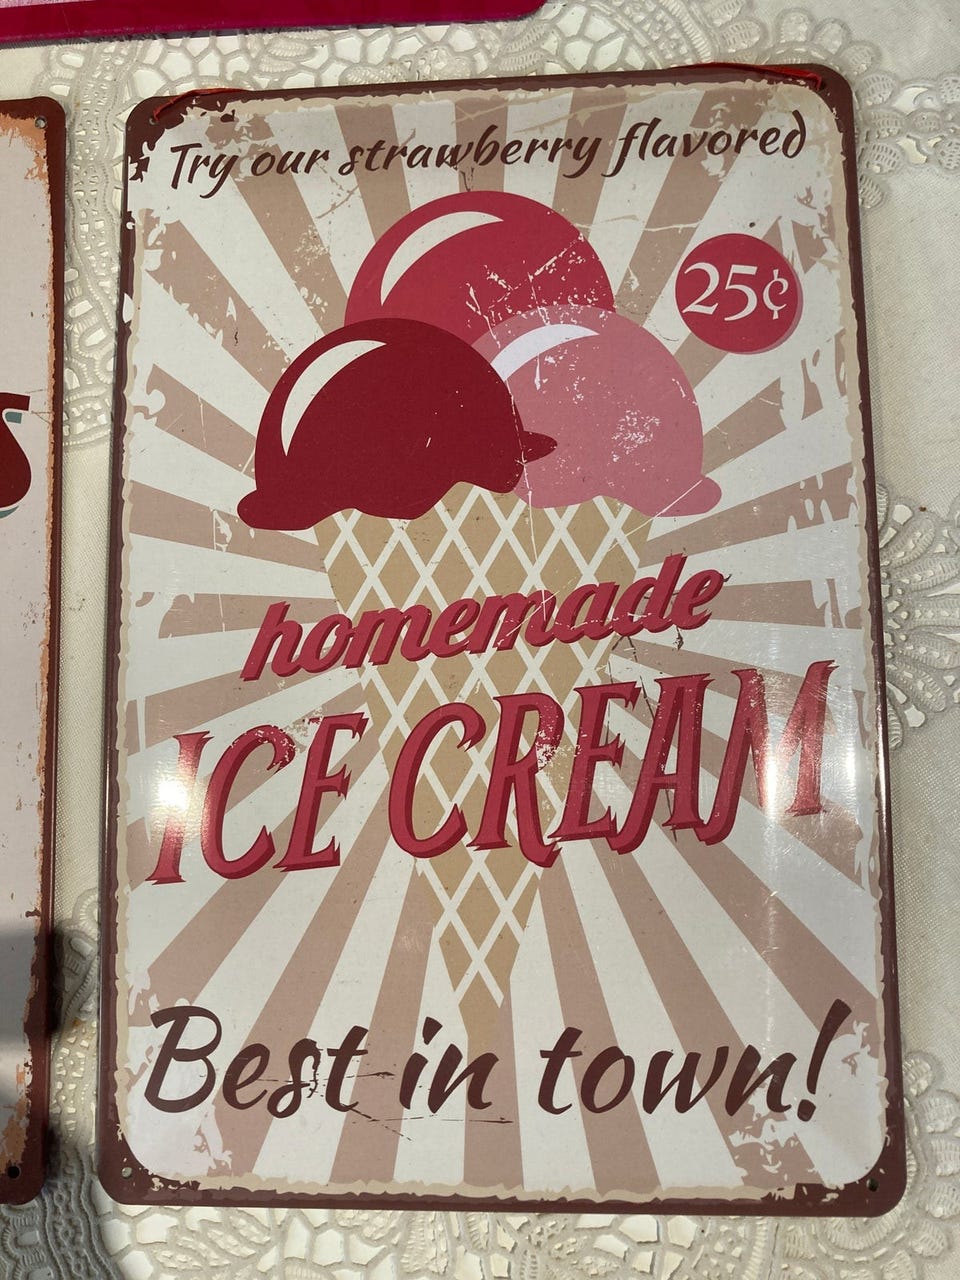 Try our strawberry flavored
25¢
homemade
ICE CREAM
Best in town!